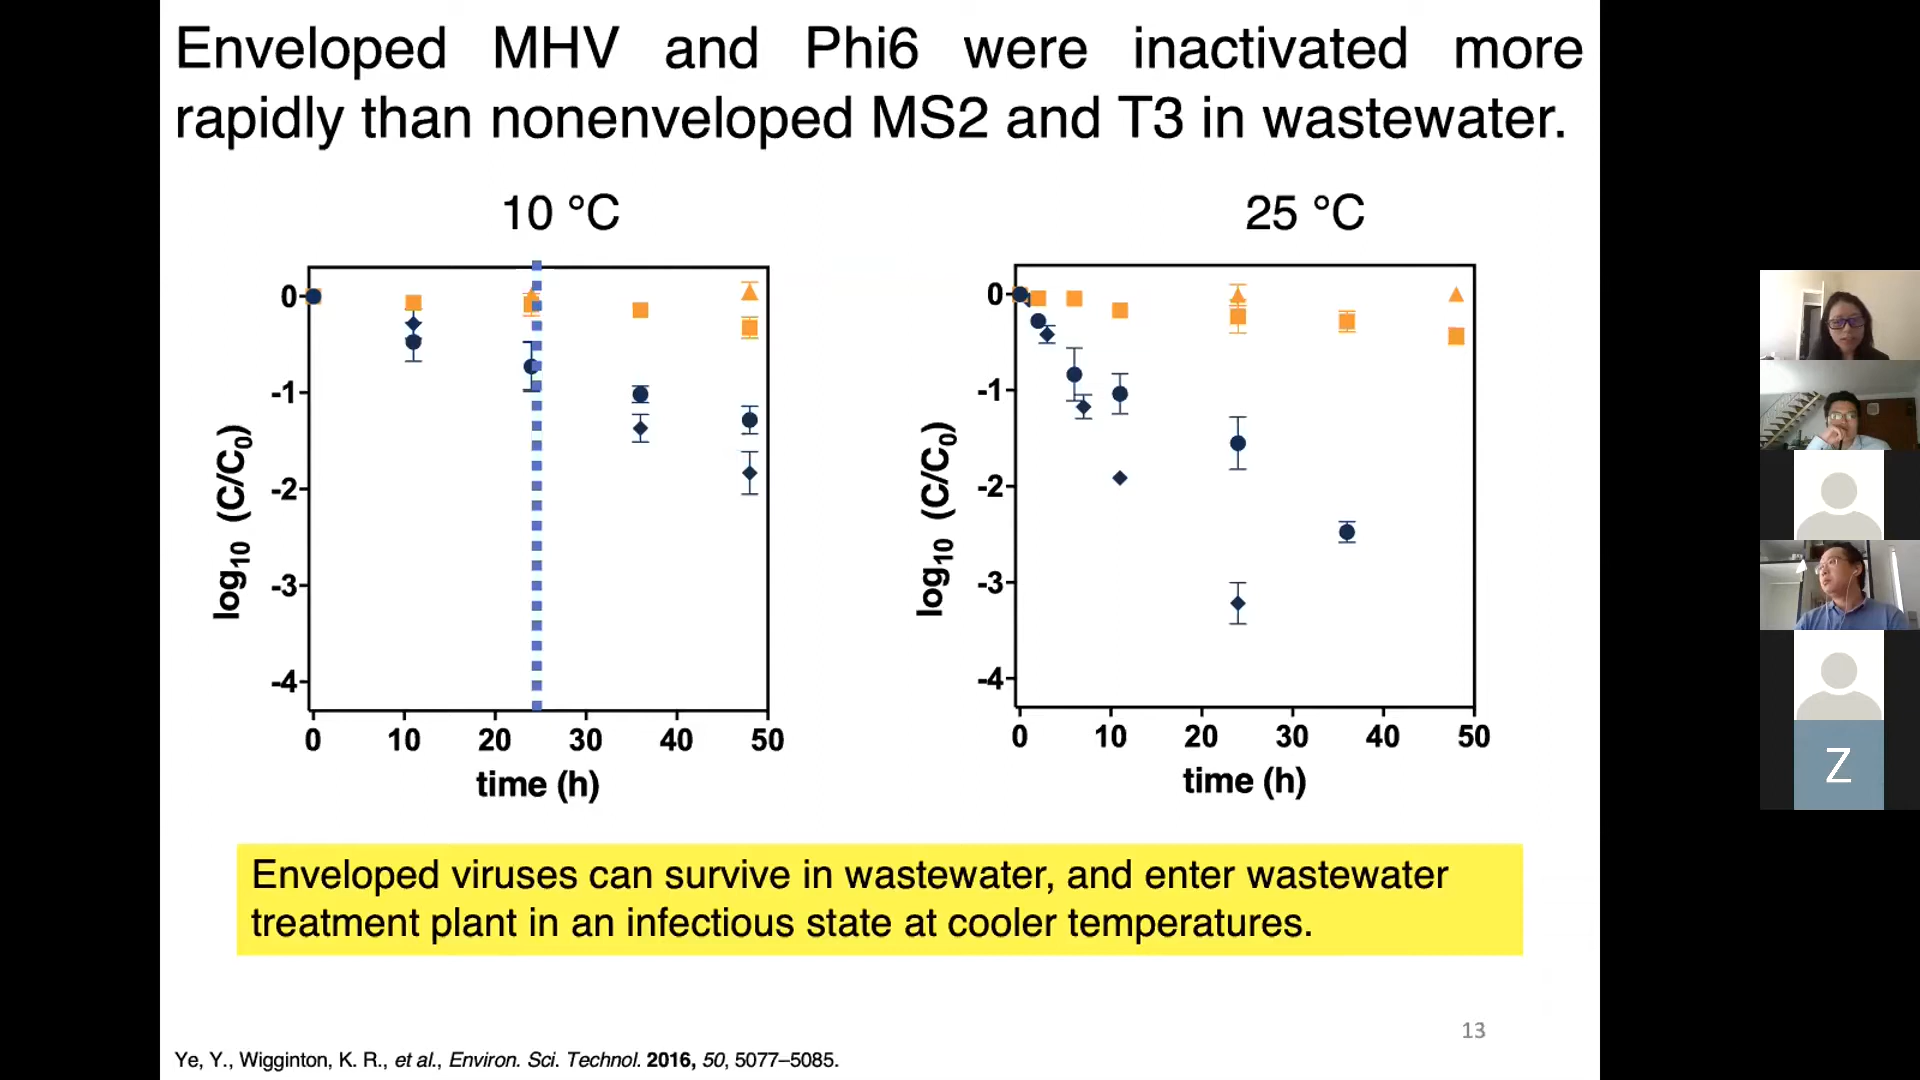 Enveloped MHV and Phi6 were inactivated more
rapidly than nonenveloped MS2 and T3 in wastewater.
10 °C
25 °C
0
-1
-2
-3
-4
log10 (C/C0)
0 10 20 30 40 50
time (h)
0
-1
-2
-3
-4
log10 (C/C0)
0 10 20 30 40 50
time (h)
Enveloped viruses can survive in wastewater, and enter wastewater
treatment plant in an infectious state at cooler temperatures.
13
Ye, Y., Wigginton, K. R., et al., Environ. Sci. Technol. 2016, 50, 5077–5085.
Z